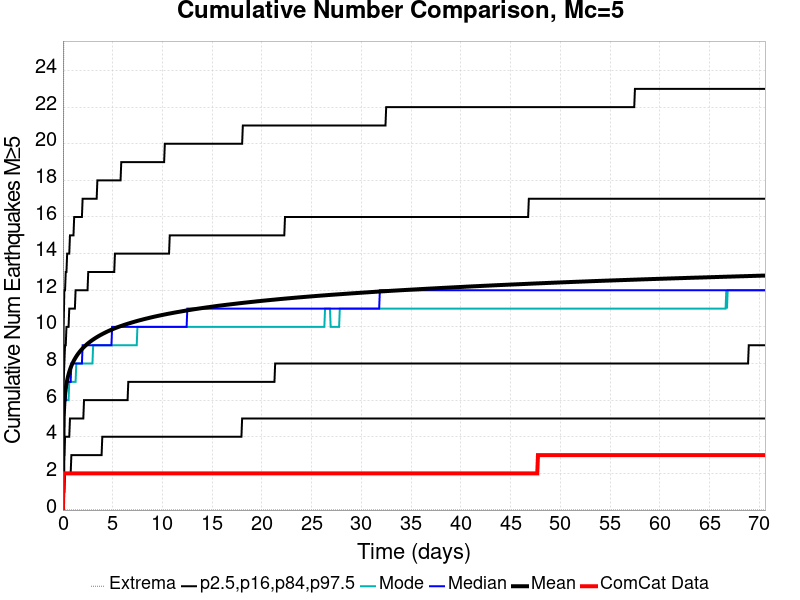 Cumulative Number Comparison, Mc=5
Cumulative Num Earthquakes M≥5
24
22
20
18
16
14
12
10
8
6
4
2
0
0 5 10 15 20 25 30 35 40 45 50 55 60 65 70
Time (days)
Extrema p2.5,p16,p84,p97.5 Mode Median Mean ComCat Data